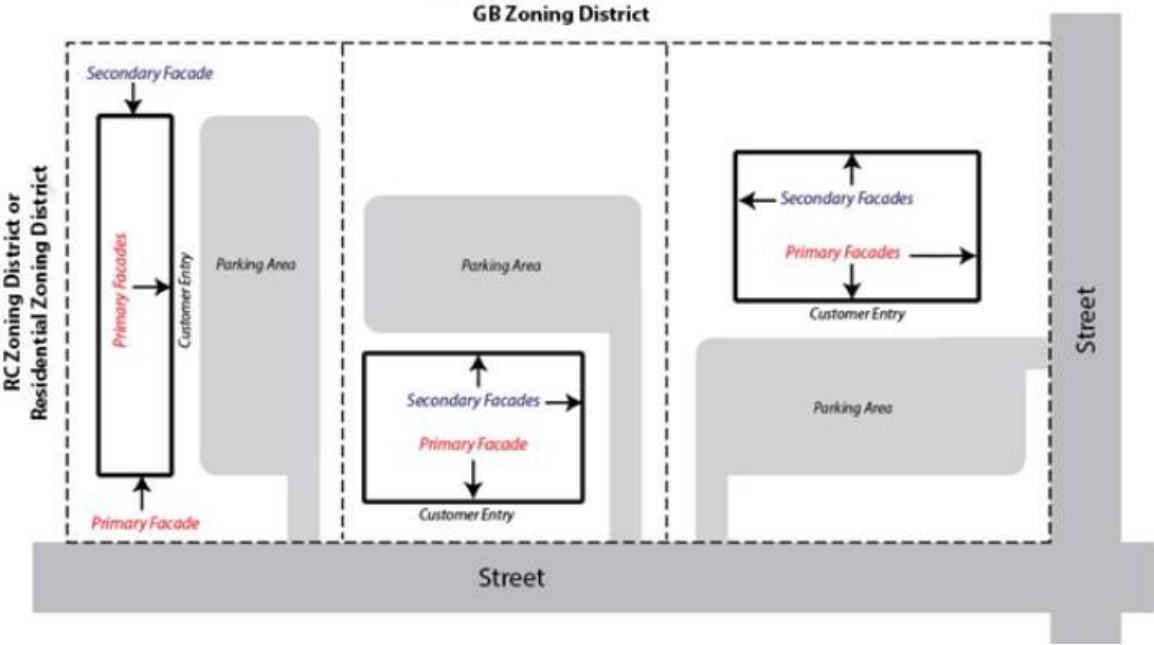 GB Zoning District
RC Zoning District or
Residential Zoning District
Secondary Facade
Primary Facades
Customer Entry
Parking Area
Primary Facade
Parking Area
Secondary Facades
Primary Facade
Customer Entry
Secondary Facades
Primary Facades
Customer Entry
Parking Area
Street
Street